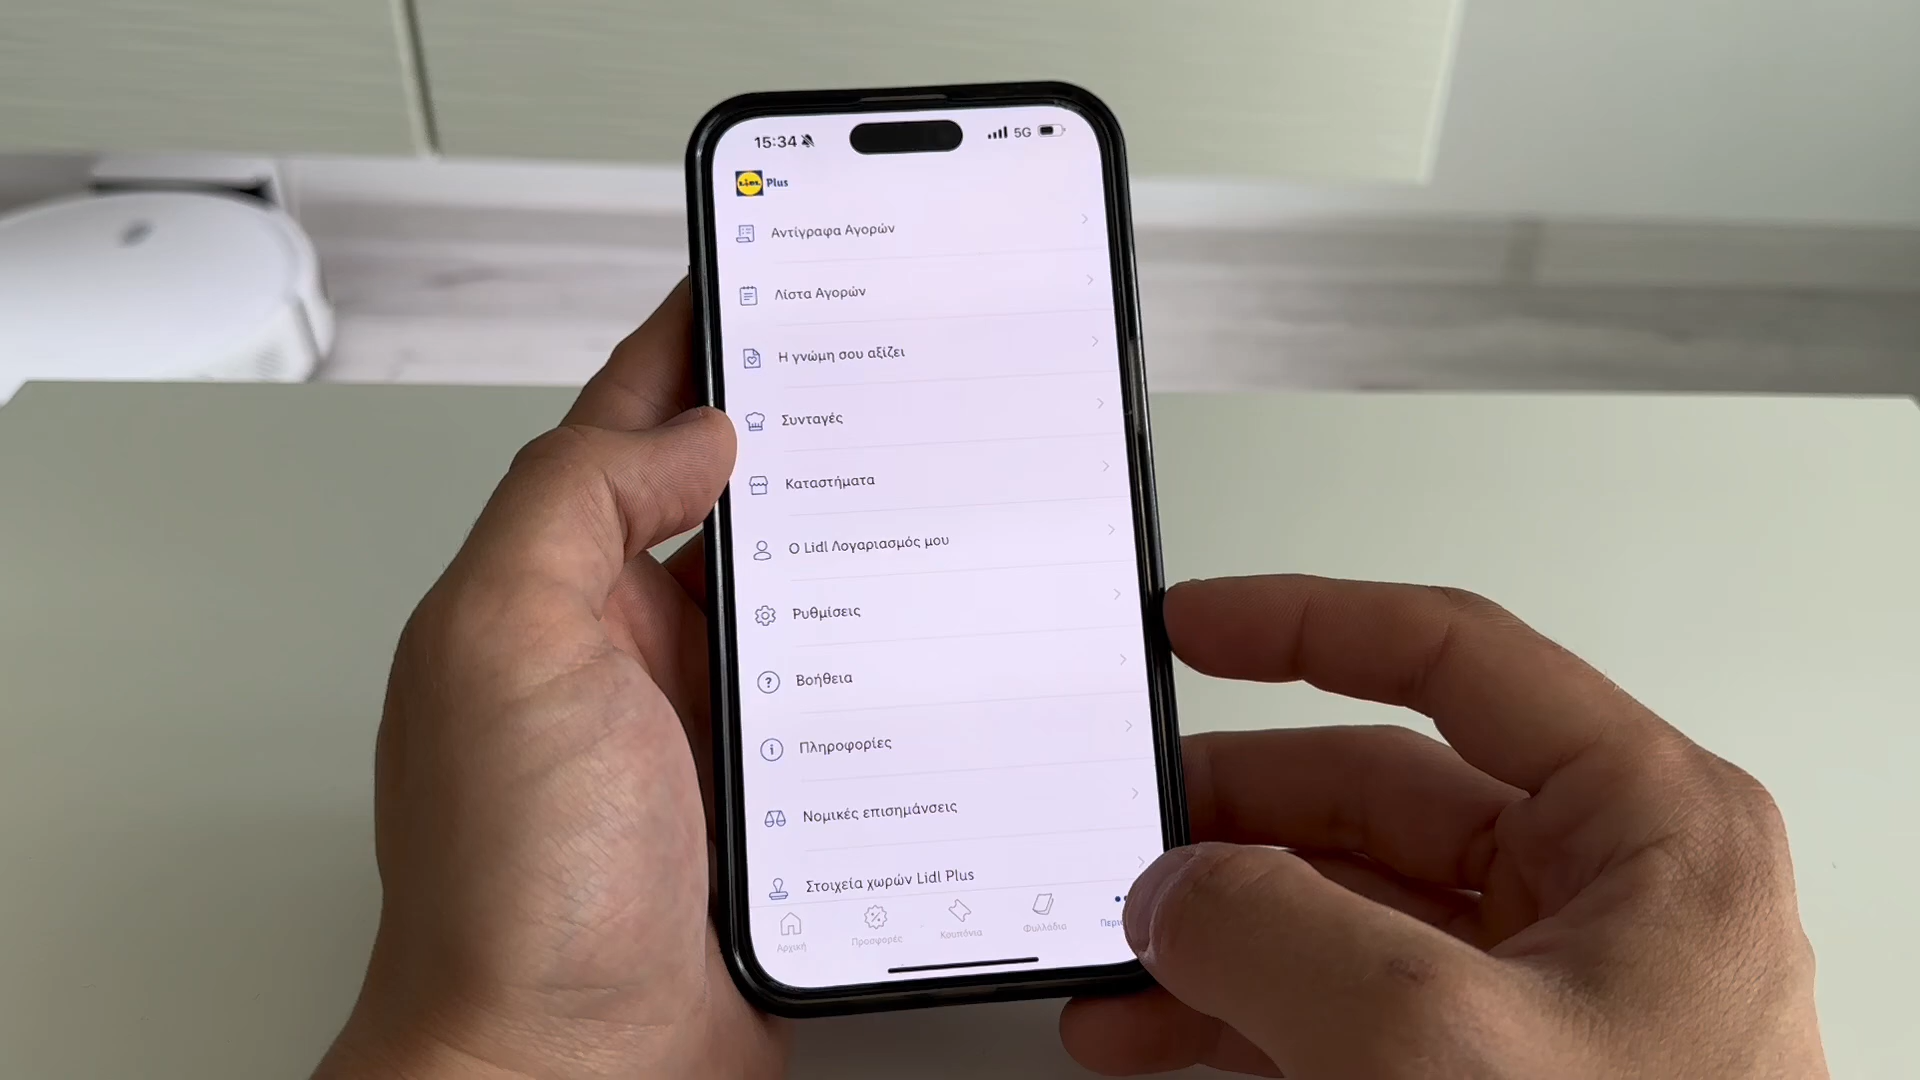 15:34
5G
LIDL Plus
Αντίγραφα Αγορών
Λίστα Αγορών
Η γνώμη σου αξίζει
Συνταγές
Καταστήματα
Ο Lidl Λογαριασμός μου
Ρυθμίσεις
Βοήθεια
Πληροφορίες
Νομικές επισημάνσεις
Στοιχεία χωρών Lidl Plus
Αρχική
Προσφορές
Κουπόνια
Φυλλάδια